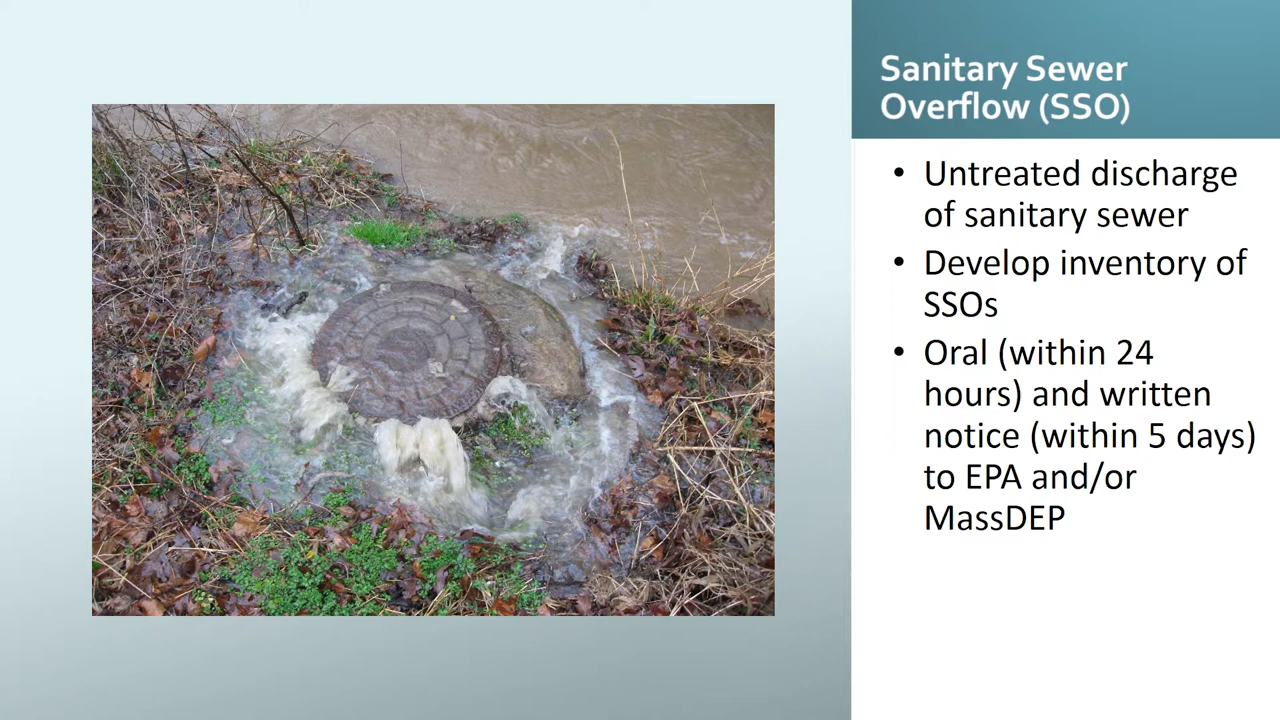 Sanitary Sewer
Overflow (SSO)
• Untreated discharge
of sanitary sewer
• Develop inventory of
SSOs
• Oral (within 24
hours) and written
notice (within 5 days)
to EPA and/or
MassDEP